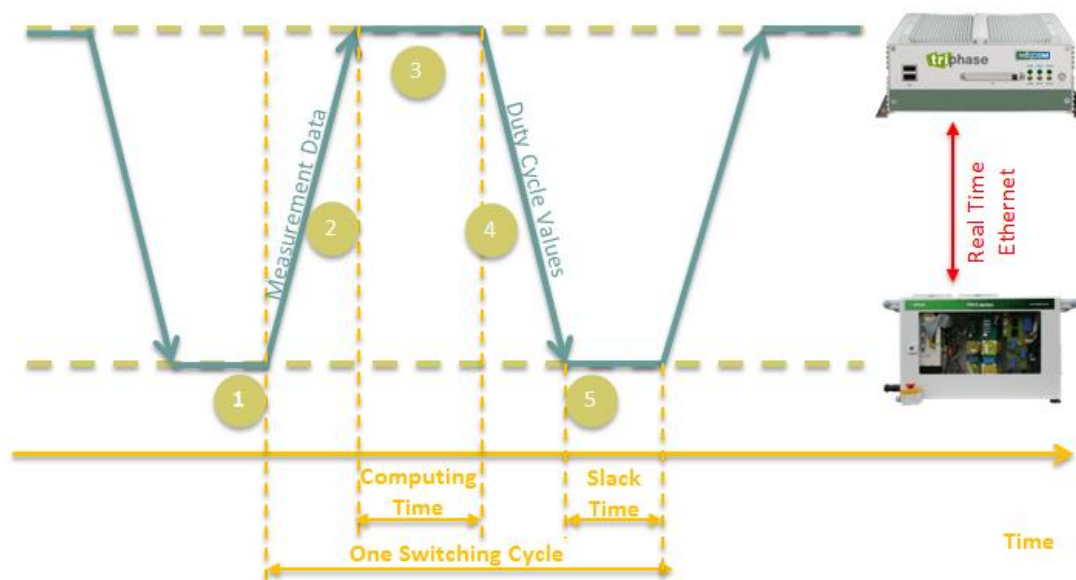 triphase
3
Measurement Data
Duty Cycle Values
2
4
Real Time
Ethernet
1
5
Computing
Time
Slack
Time
One Switching Cycle
Time